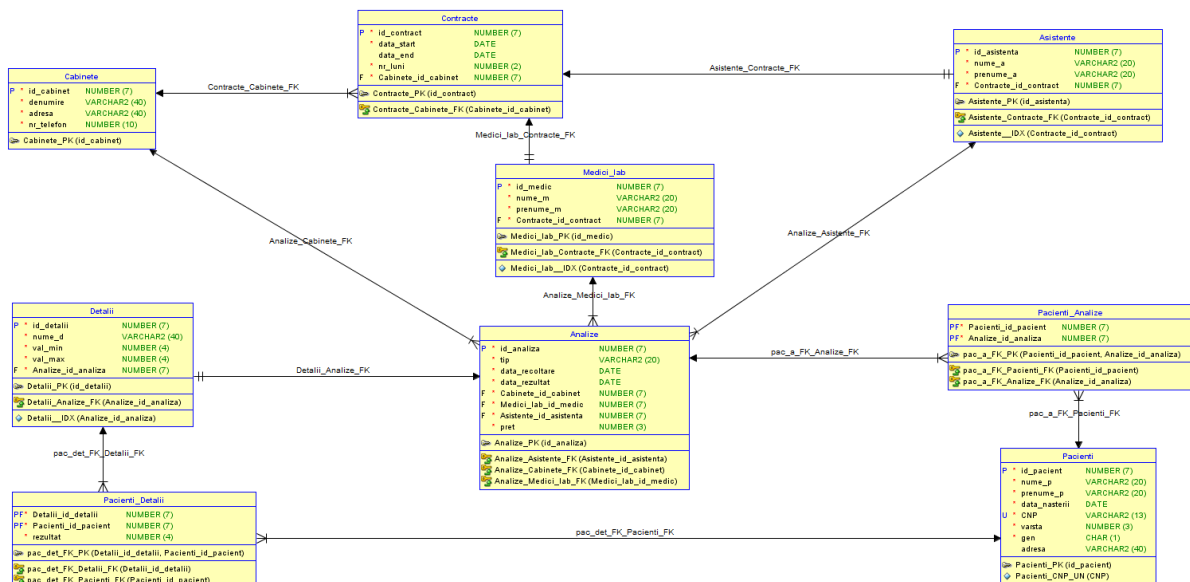 Contracte
P * id_contract NUMBER (7)
* data_start DATE
data_end DATE
* nr_luni NUMBER (2)
F * Cabinete_id_cabinet NUMBER (7)
Contracte_PK (id_contract)
Contracte_Cabinete_FK (Cabinete_id_cabinet)
Asistente
P * id_asistenta NUMBER (7)
* nume_a VARCHAR2 (20)
* prenume_a VARCHAR2 (20)
F * Contracte_id_contract NUMBER (7)
Asistente_PK (id_asistenta)
Asistente_Contracte_FK (Contracte_id_contract)
Asistente__IDX (Contracte_id_contract)
Cabinete
P * id_cabinet NUMBER (7)
* denumire VARCHAR2 (40)
* adresa VARCHAR2 (40)
* nr_telefon NUMBER (10)
Cabinete_PK (id_cabinet)
Contracte_Cabinete_FK
Asistente_Contracte_FK
Medici_lab_Contracte_FK
Medici_lab
P * id_medic NUMBER (7)
* nume_m VARCHAR2 (20)
* prenume_m VARCHAR2 (20)
F * Contracte_id_contract NUMBER (7)
Medici_lab_PK (id_medic)
Medici_lab_Contracte_FK (Contracte_id_contract)
Medici_lab__IDX (Contracte_id_contract)
Analize_Cabinete_FK
Analize_Asistente_FK
Analize_Medici_lab_FK
Detalii
P * id_detalii NUMBER (7)
* nume_d VARCHAR2 (40)
* val_min NUMBER (4)
* val_max NUMBER (4)
F * Analize_id_analiza NUMBER (7)
Detalii_PK (id_detalii)
Detalii_Analize_FK (Analize_id_analiza)
Detalii__IDX (Analize_id_analiza)
Detalii_Analize_FK
Analize
P * id_analiza NUMBER (7)
* tip VARCHAR2 (20)
* data_recoltare DATE
* data_rezultat DATE
F * Cabinete_id_cabinet NUMBER (7)
F * Medici_lab_id_medic NUMBER (7)
F * Asistente_id_asistenta NUMBER (7)
* pret NUMBER (3)
Analize_PK (id_analiza)
Analize_Asistente_FK (Asistente_id_asistenta)
Analize_Cabinete_FK (Cabinete_id_cabinet)
Analize_Medici_lab_FK (Medici_lab_id_medic)
pac_a_FK_Analize_FK
Pacienti_Analize
PF* Pacienti_id_pacient NUMBER (7)
PF* Analize_id_analiza NUMBER (7)
pac_a_FK_PK (Pacienti_id_pacient, Analize_id_analiza)
pac_a_FK_Pacienti_FK (Pacienti_id_pacient)
pac_a_FK_Analize_FK (Analize_id_analiza)
pac_a_FK_Pacienti_FK
pac_det_FK_Detalii_FK
Pacienti_Detalii
PF* Detalii_id_detalii NUMBER (7)
PF* Pacienti_id_pacient NUMBER (7)
* rezultat NUMBER (4)
pac_det_FK_PK (Detalii_id_detalii, Pacienti_id_pacient)
pac_det_FK_Detalii_FK (Detalii_id_detalii)
pac_det_FK_Pacienti_FK (Pacienti_id_pacient)
pac_det_FK_Pacienti_FK
Pacienti
P * id_pacient NUMBER (7)
* nume_p VARCHAR2 (20)
* prenume_p VARCHAR2 (20)
* data_nasterii DATE
U * CNP VARCHAR2 (13)
* varsta NUMBER (3)
* gen CHAR (1)
adresa VARCHAR2 (40)
Pacienti_PK (id_pacient)
Pacienti_CNP_UN (CNP)